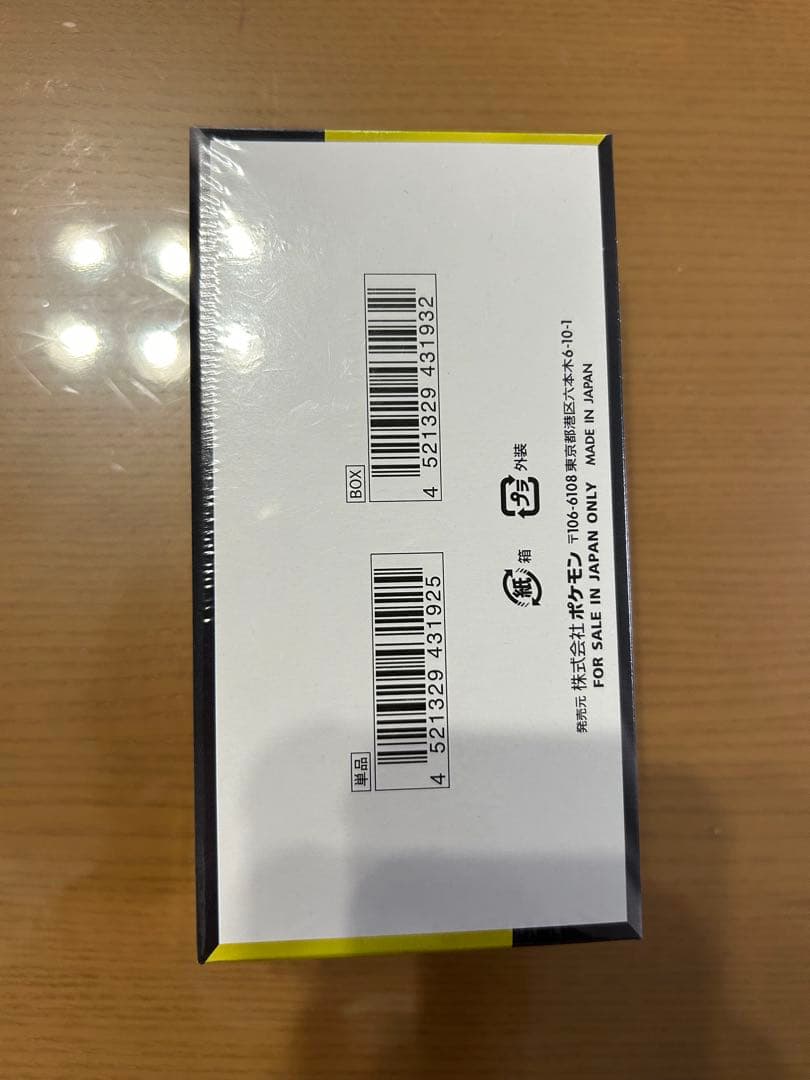 単品
4 521329 431925
BOX
4 521329 431932
紙 箱
プラ 外装
発売元 株式会社ポケモン 〒106-6108 東京都港区六本木6-10-1
FOR SALE IN JAPAN ONLY MADE IN JAPAN